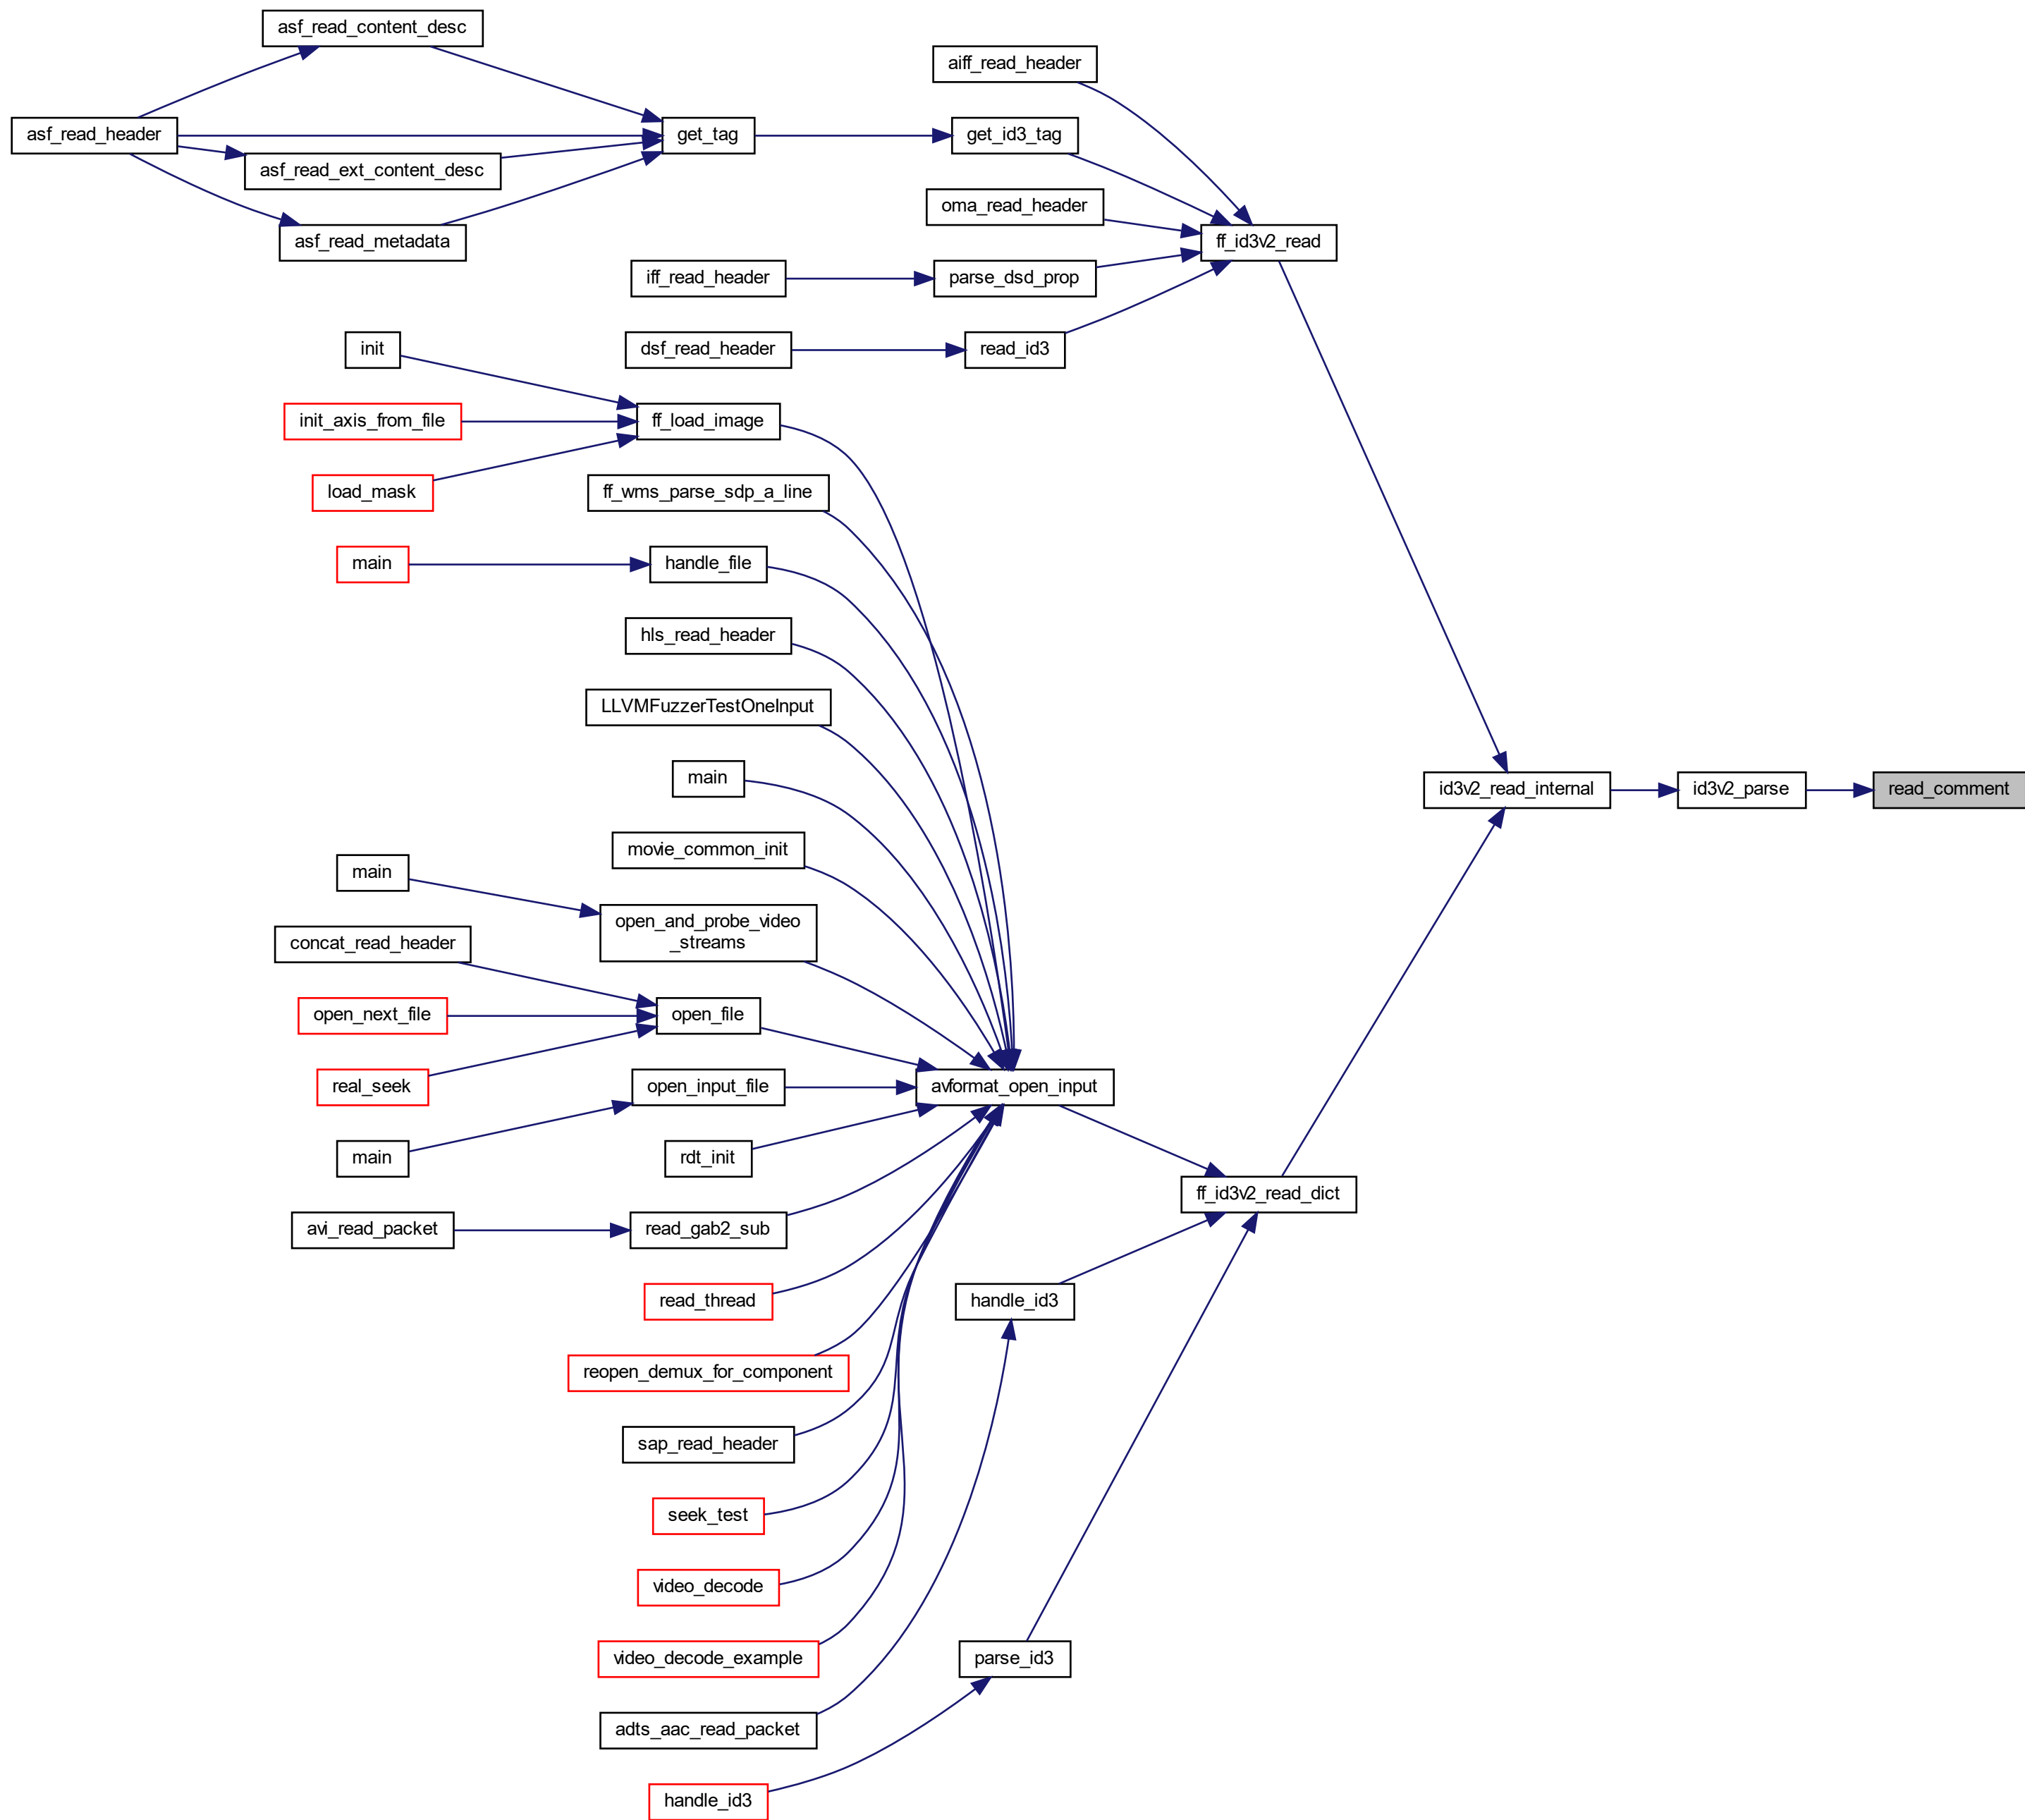 asf_read_content_desc
aiff_read_header
asf_read_header
get_tag
get_id3_tag
asf_read_ext_content_desc
oma_read_header
asf_read_metadata
ff_id3v2_read
iff_read_header
parse_dsd_prop
init
dsf_read_header
read_id3
init_axis_from_file
ff_load_image
load_mask
ff_wms_parse_sdp_a_line
main
handle_file
hls_read_header
LLVMFuzzerTestOneInput
main
id3v2_read_internal
id3v2_parse
read_comment
movie_common_init
main
open_and_probe_video
_streams
concat_read_header
open_next_file
open_file
real_seek
open_input_file
avformat_open_input
main
rdt_init
ff_id3v2_read_dict
avi_read_packet
read_gab2_sub
read_thread
handle_id3
reopen_demux_for_component
sap_read_header
seek_test
video_decode
video_decode_example
parse_id3
adts_aac_read_packet
handle_id3